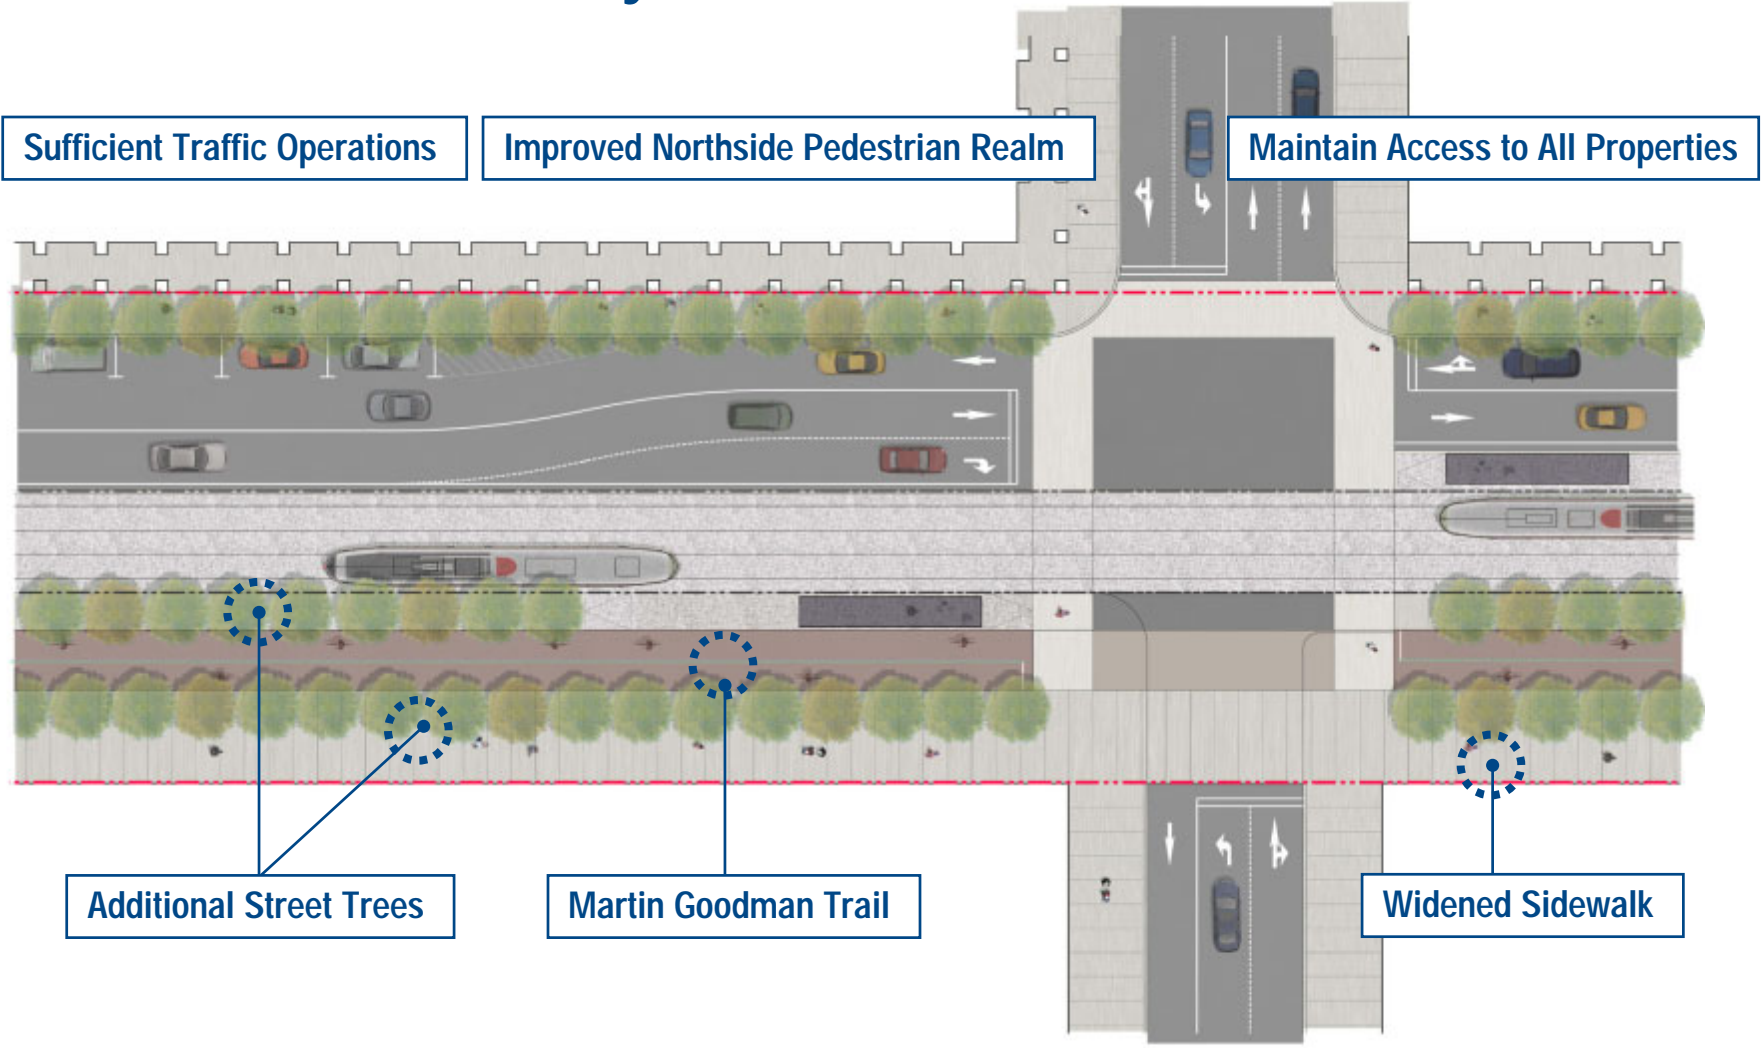 Sufficient Traffic Operations
Improved Northside Pedestrian Realm
Maintain Access to All Properties
Additional Street Trees
Martin Goodman Trail
Widened Sidewalk